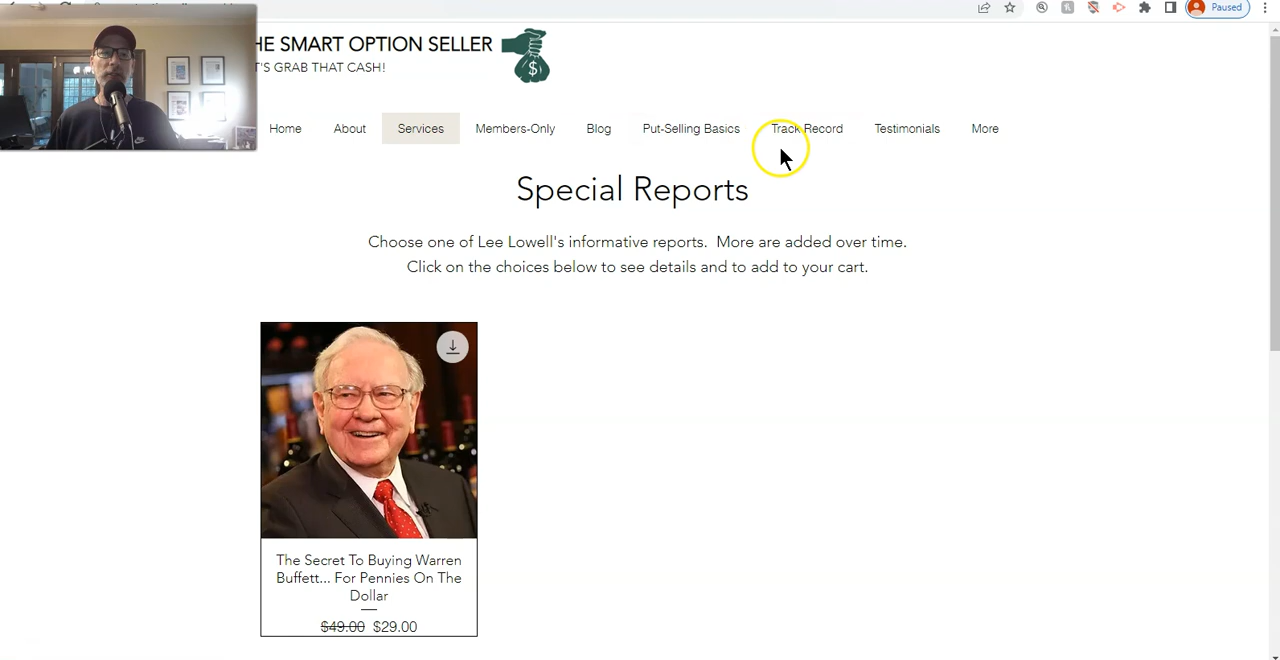 Paused
HE SMART OPTION SELLER
T'S GRAB THAT CASH!
$
Home About Services Members-Only Blog Put-Selling Basics Track Record Testimonials More
Special Reports
Choose one of Lee Lowell's informative reports. More are added over time.
Click on the choices below to see details and to add to your cart.
The Secret To Buying Warren
Buffett... For Pennies On The
Dollar
$49.00 $29.00